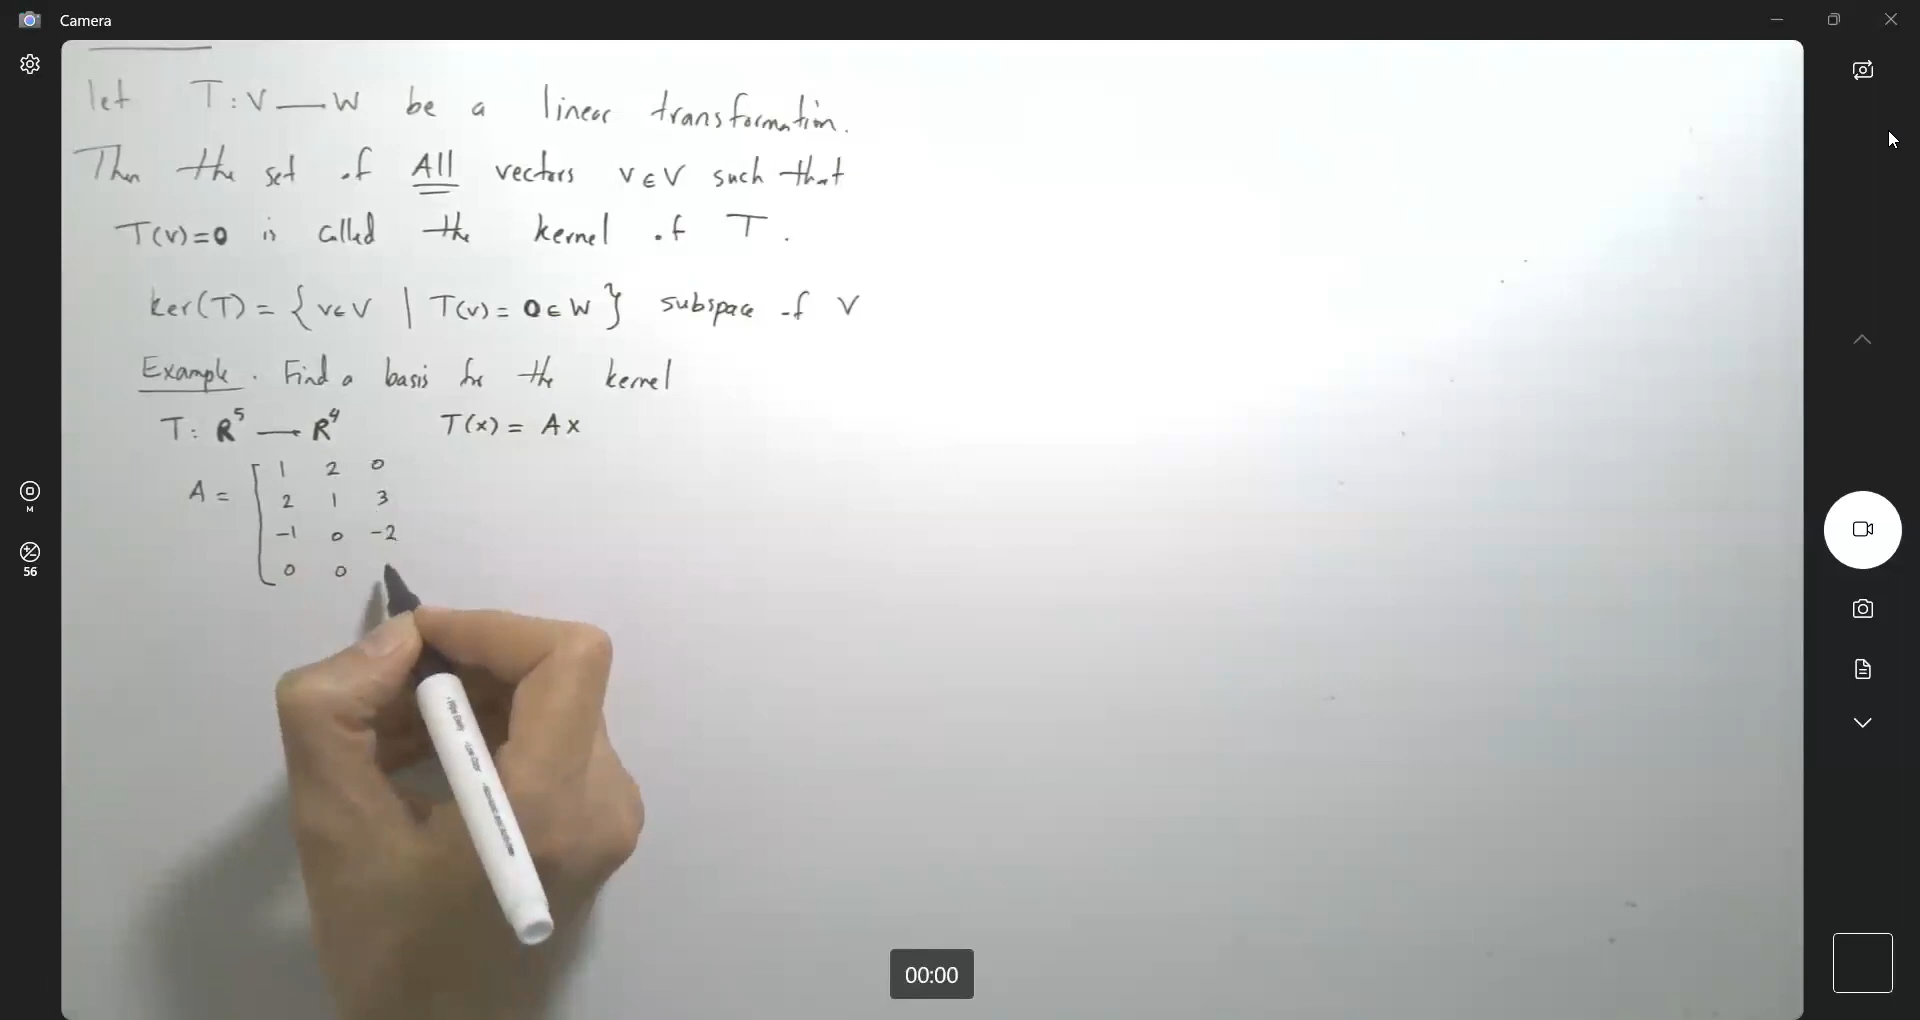 Camera
let T: V — W be a linear transformation.
Then the set of All vectors v ∈ V such that
T(v)=0 is called the kernel of T.
ker(T) = { v∈V | T(v) = 0 ∈ W } subspace of V
Example. Find a basis for the kernel
T: R⁵ — R⁴ T(x) = Ax
A = [ 1 2 0
2 1 3
-1 0 -2
0 0
M
56
00:00